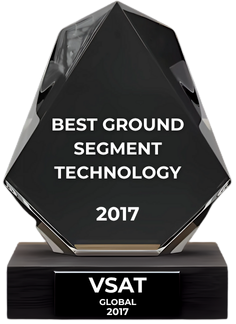 BEST GROUND
SEGMENT
TECHNOLOGY
2017
VSAT
GLOBAL
2017